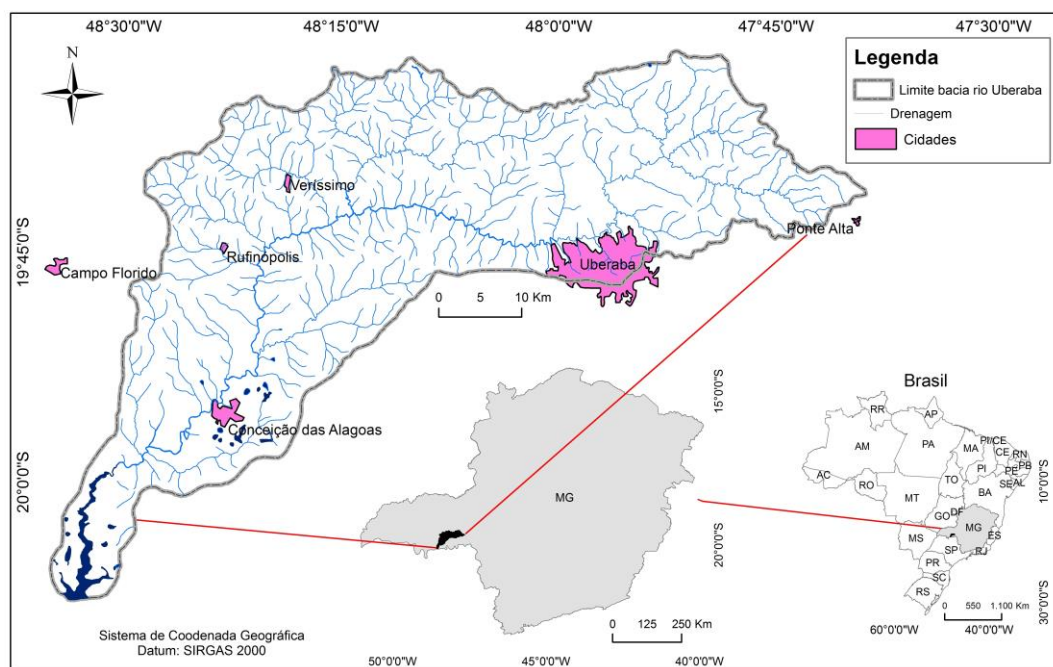 48°30'0"W
48°15'0"W
48°0'0"W
47°45'0"W
47°30'0"W
N
Legenda
Limite bacia rio Uberaba
Drenagem
Cidades
Veríssimo
Ponte Alta
19°45'0"S
Rufinópolis
Campo Florido
Uberaba
0 5 10 Km
Conceição das Alagoas
20°0'0"S
MG
15°0'0"S
20°0'0"S
Brasil
RR
AP
AM
PA
MA
PI/CE
CE
RN
PB
PE
PI
AC
RO
TO
SE
AL
BA
MT
GO
DF
MG
ES
MS
SP
RJ
PR
SC
RS
10°0'0"S
30°0'0"S
0 550 1.100 Km
60°0'0"W
40°0'0"W
0 125 250 Km
Sistema de Coodenada Geográfica
Datum: SIRGAS 2000
50°0'0"W
45°0'0"W
40°0'0"W